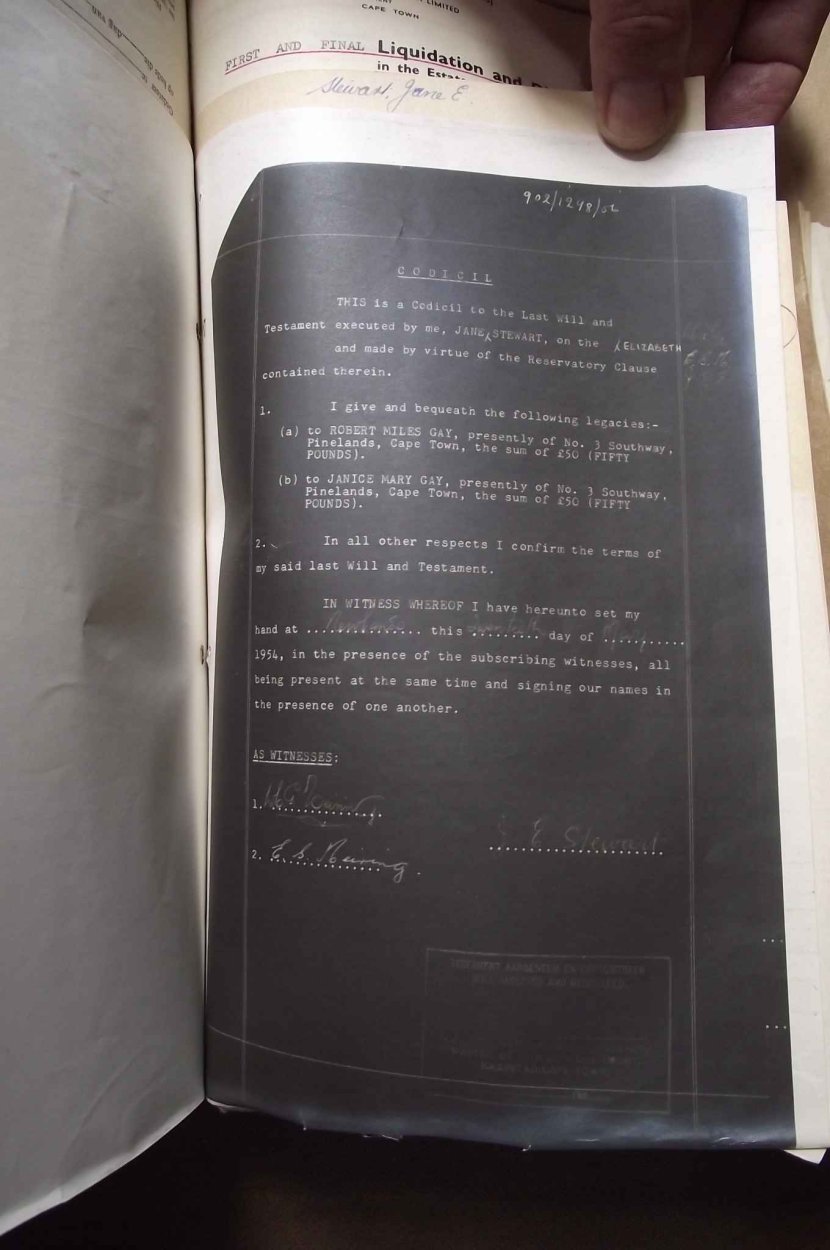 LIMITED
CAPE TOWN
FIRST AND FINAL Liquidation and
in the
Stewart, Jane E.
902/1298/52
CODICIL
THIS is a Codicil to the Last Will and
Testament executed by me, JANE STEWART, on the ELIZABETH
and made by virtue of the Reservatory Clause
contained therein.
1. I give and bequeath the following legacies:-
(a) to ROBERT MILES GAY, presently of No. 3 Southway,
Pinelands, Cape Town, the sum of £50 (FIFTY
POUNDS).
(b) to JANICE MARY GAY, presently of No. 3 Southway,
Pinelands, Cape Town, the sum of £50 (FIFTY
POUNDS).
2. In all other respects I confirm the terms of
my said last Will and Testament.
IN WITNESS WHEREOF I have hereunto set my
hand at ............... this ......... day of ...........
1954, in the presence of the subscribing witnesses, all
being present at the same time and signing our names in
the presence of one another.
AS WITNESSES:
1.
2. E. S. Meiring
E Stewart